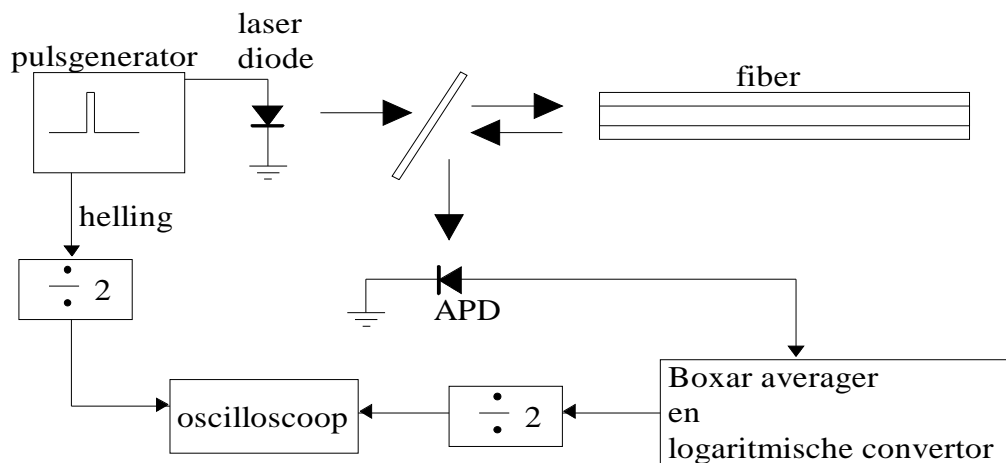 laser
diode
pulsgenerator
fiber
helling
÷ 2
APD
Boxar averager
en
logaritmische convertor
÷ 2
oscilloscoop